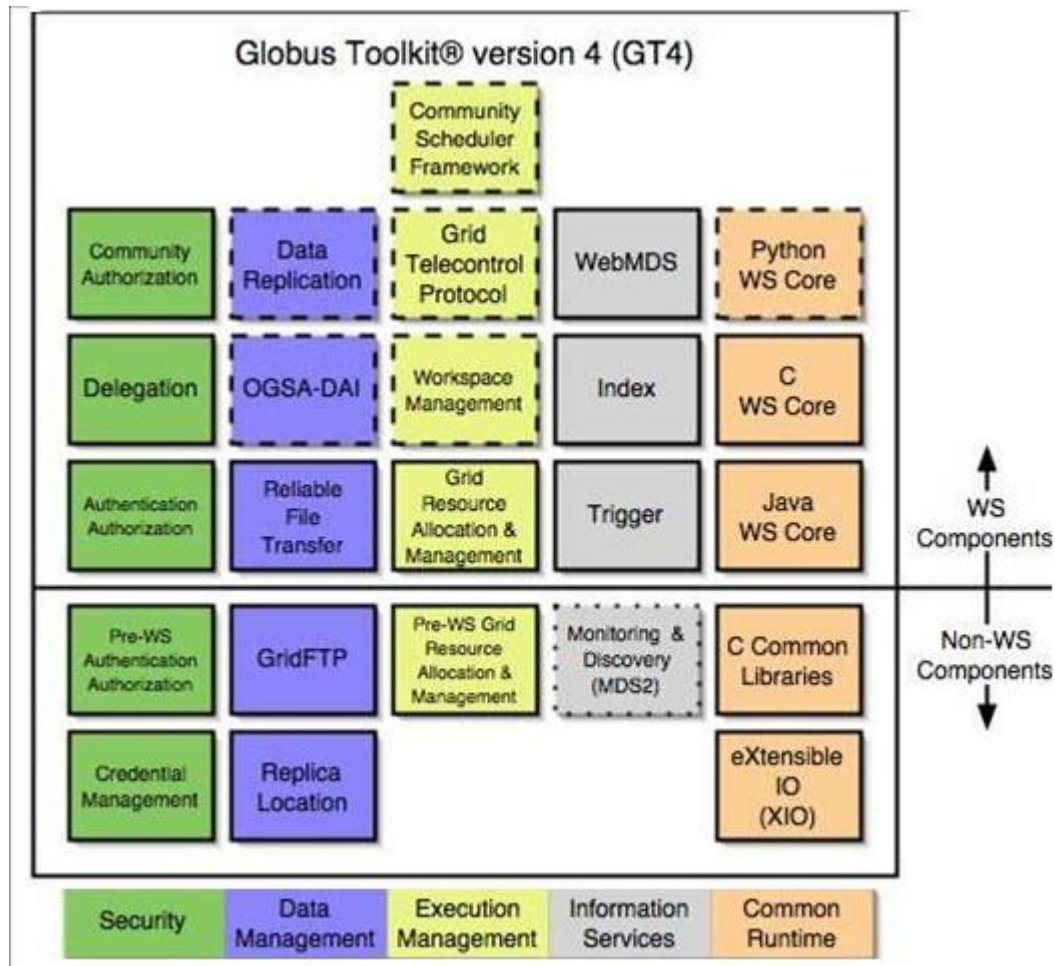 Globus Toolkit® version 4 (GT4)
Community
Scheduler
Framework
Community
Authorization
Data
Replication
Grid
Telecontrol
Protocol
WebMDS
Python
WS Core
Delegation
OGSA-DAI
Workspace
Management
Index
C
WS Core
Authentication
Authorization
Reliable
File
Transfer
Grid
Resource
Allocation &
Management
Trigger
Java
WS Core
WS
Components
Non-WS
Components
Pre-WS
Authentication
Authorization
GridFTP
Pre-WS Grid
Resource
Allocation &
Management
Monitoring &
Discovery
(MDS2)
C Common
Libraries
Credential
Management
Replica
Location
eXtensible
IO
(XIO)
Security
Data
Management
Execution
Management
Information
Services
Common
Runtime